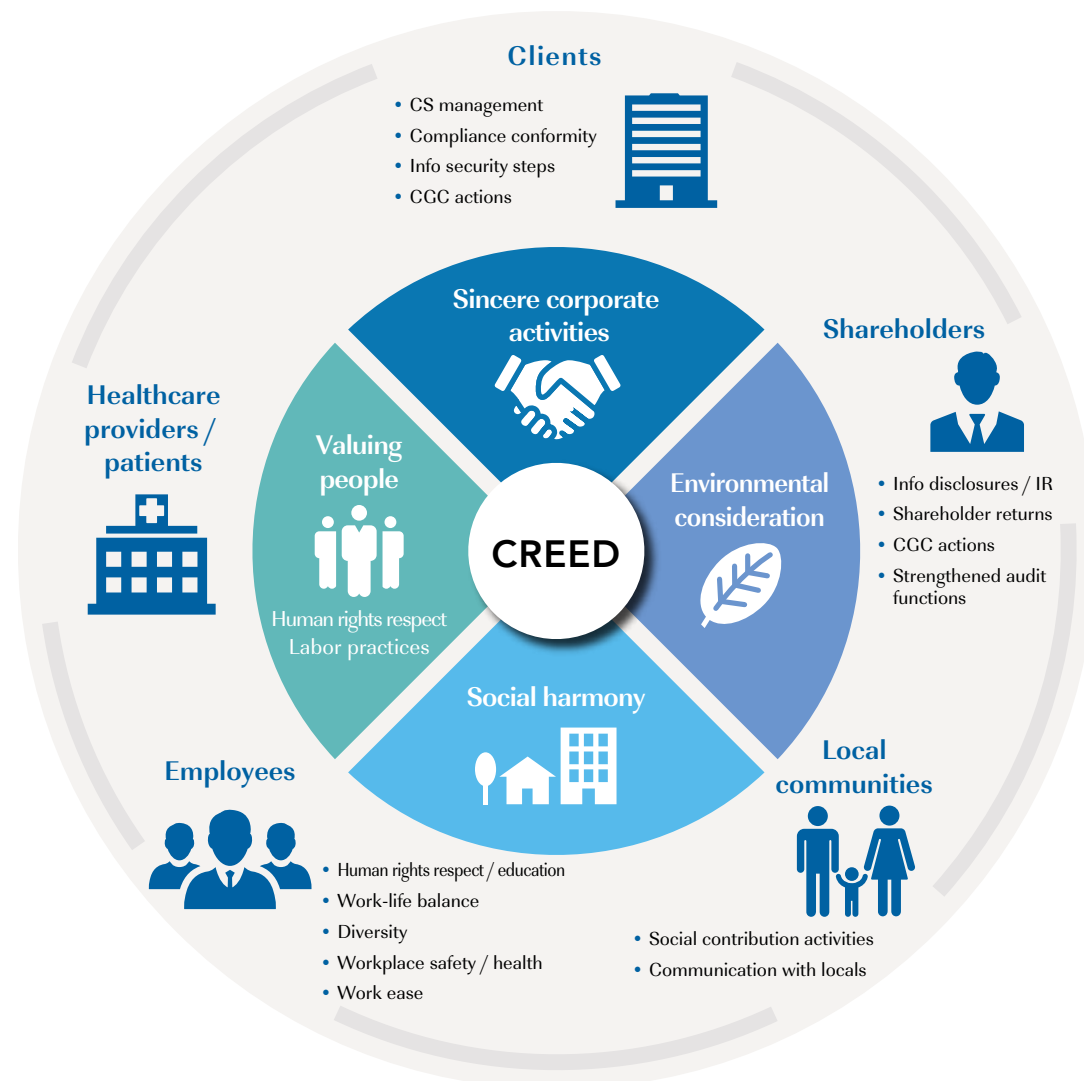 Clients
• CS management
• Compliance conformity
• Info security steps
• CGC actions
Sincere corporate
activities
Shareholders
• Info disclosures / IR
• Shareholder returns
• CGC actions
• Strengthened audit
functions
Healthcare
providers /
patients
Valuing
people
Human rights respect
Labor practices
Environmental
consideration
CREED
Social harmony
Employees
• Human rights respect / education
• Work-life balance
• Diversity
• Workplace safety / health
• Work ease
Local
communities
• Social contribution activities
• Communication with locals